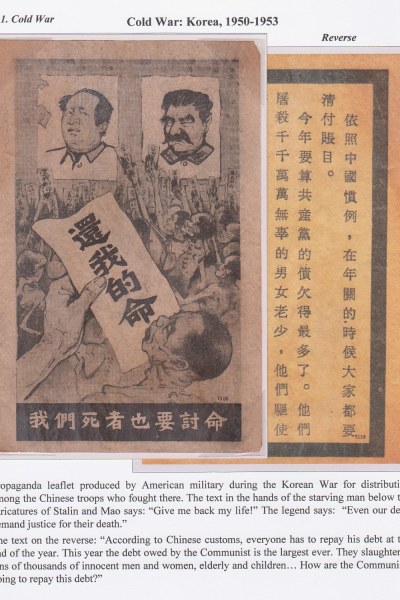 1. Cold War
Cold War: Korea, 1950-1953
Reverse
還我的命
我們死者也要討命
依照中國慣例，在年關的時候大家都要
清付賬目。
今年要算共產黨的債欠得最多了。他們
屠殺千千萬萬無辜的男女老少，他們驅使
ropaganda leaflet produced by American military during the Korean War for distributi
nong the Chinese troops who fought there. The text in the hands of the starving man below t
aricatures of Stalin and Mao says: “Give me back my life!” The legend says: “Even our de
emand justice for their death.”
he text on the reverse: “According to Chinese customs, everyone has to repay his debt at t
nd of the year. This year the debt owed by the Communist is the largest ever. They slaughter
ns of thousands of innocent men and women, elderly and children… How are the Communi
oing to repay this debt?”